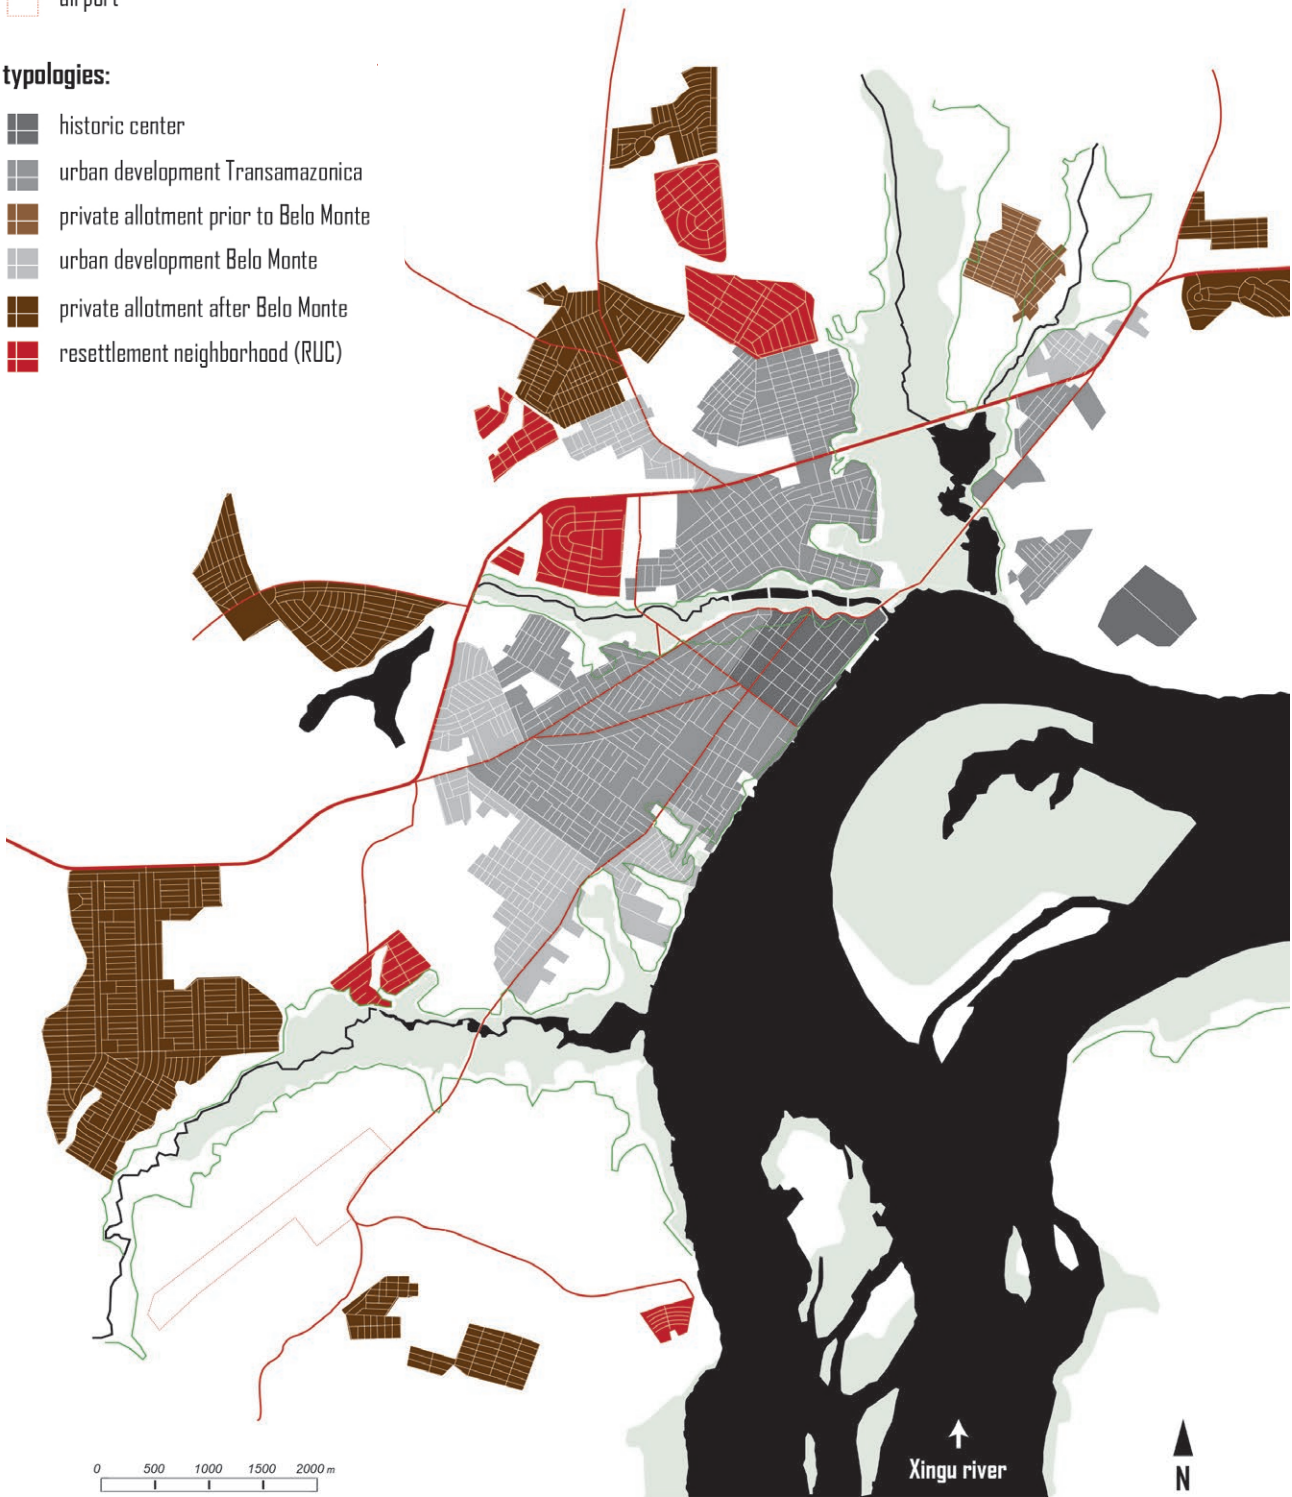 airport
typologies:
historic center
urban development Transamazonica
private allotment prior to Belo Monte
urban development Belo Monte
private allotment after Belo Monte
resettlement neighborhood (RUC)
0 500 1000 1500 2000 m
Xingu river
N